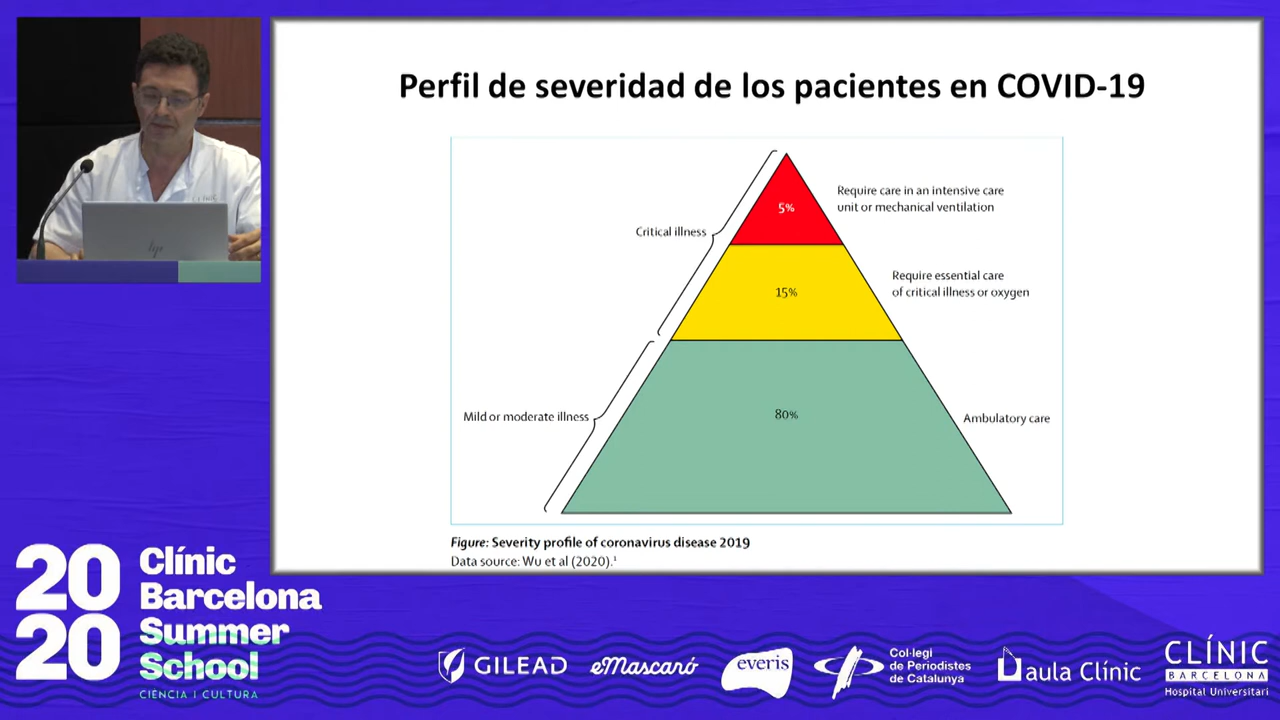 Perfil de severidad de los pacientes en COVID-19
5%
Require care in an intensive care
unit or mechanical ventilation
Critical illness
15%
Require essential care
of critical illness or oxygen
80%
Mild or moderate illness
Ambulatory care
Figure: Severity profile of coronavirus disease 2019
Data source: Wu et al (2020).¹
CLÍNIC
hp
20
20
Clínic
Barcelona
Summer
School
CIÈNCIA I CULTURA
GILEAD
eMascaró
everis
Col·legi
de Periodistes
de Catalunya
aula Clínic
CLÍNIC
BARCELONA
Hospital Universitari